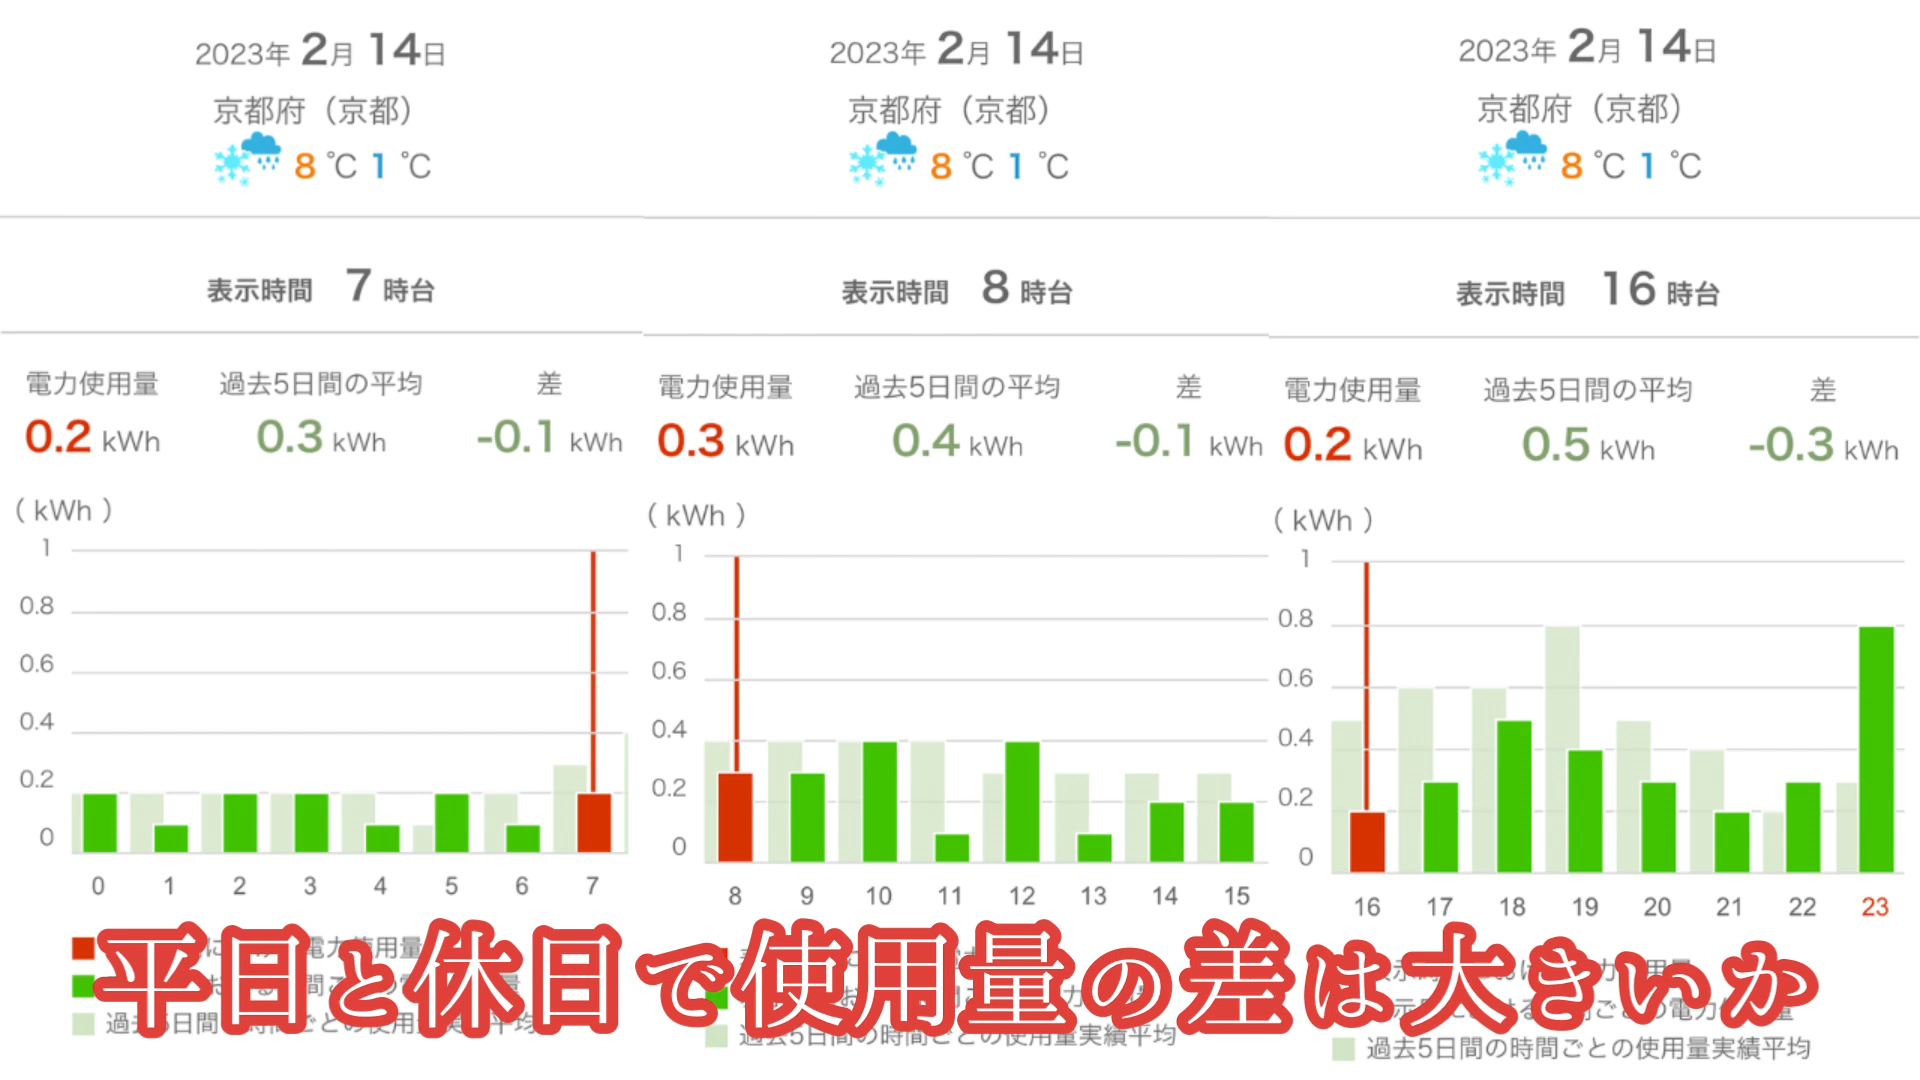 2023年 2月 14日
京都府（京都）
8 ℃ 1 ℃
表示時間 7 時台
電力使用量 過去5日間の平均 差
0.2 kWh 0.3 kWh -0.1 kWh
( kWh )
1
0.8
0.6
0.4
0.2
0
0 1 2 3 4 5 6 7
2023年 2月 14日
京都府（京都）
8 ℃ 1 ℃
表示時間 8 時台
電力使用量 過去5日間の平均 差
0.3 kWh 0.4 kWh -0.1 kWh
( kWh )
1
0.8
0.6
0.4
0.2
0
8 9 10 11 12 13 14 15
過去5日間の時間ごとの使用量実績平均
2023年 2月 14日
京都府（京都）
8 ℃ 1 ℃
表示時間 16 時台
電力使用量 過去5日間の平均 差
0.2 kWh 0.5 kWh -0.3 kWh
( kWh )
1
0.8
0.6
0.4
0.2
0
16 17 18 19 20 21 22 23
過去5日間の時間ごとの使用量実績平均
平日と休日で使用量の差は大きいか